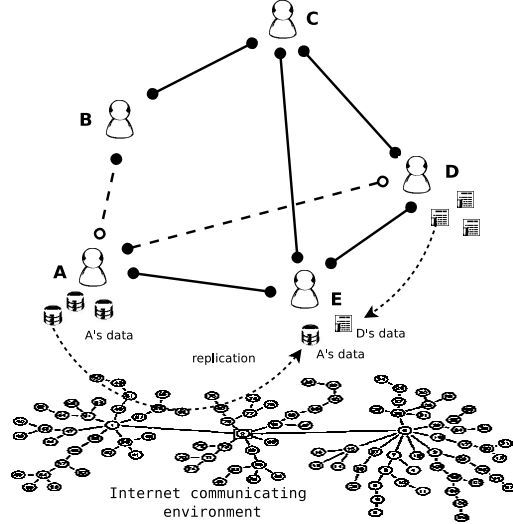 C
B
D
A
E
A's data
D's data
replication
A's data
Internet communicating
environment